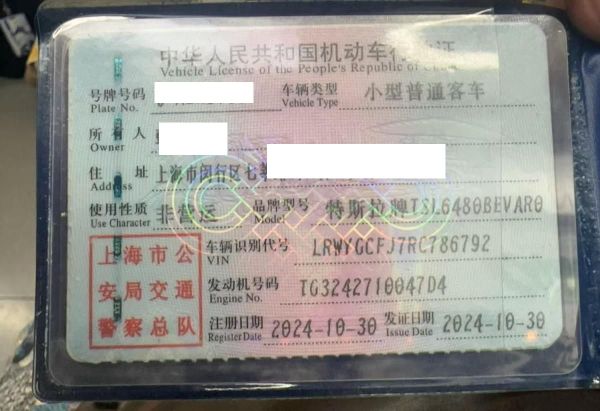 中华人民共和国机动车行驶证
Vehicle License of the People's Republic of China
号牌号码 车辆类型 小型普通客车
Plate No. Vehicle Type
所有人
Owner
住址 上海市闵行区七
Address
使用性质 非营运 品牌型号 特斯拉牌TSL6480BEVAR0
Use Character Model
车辆识别代号 LRWYGCFJ7RC786792
VIN
发动机号码 TG3242710047D4
Engine No.
注册日期 2024-10-30 发证日期 2024-10-30
Register Date Issue Date
上海市公
安局交通
警察总队